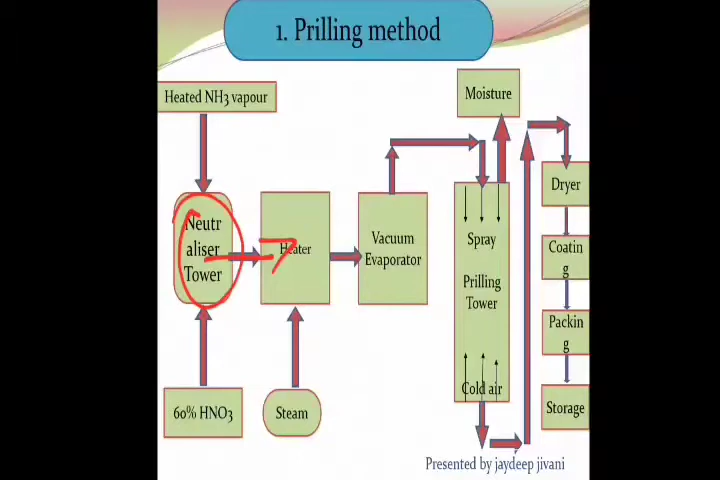 1. Prilling method
Heated NH3 vapour
Moisture
Neutr
aliser
Tower
Heater
Vacuum
Evaporator
Spray
Prilling
Tower
Cold air
Dryer
Coatin
g
Packin
g
Storage
60% HNO3
Steam
Presented by jaydeep jivani